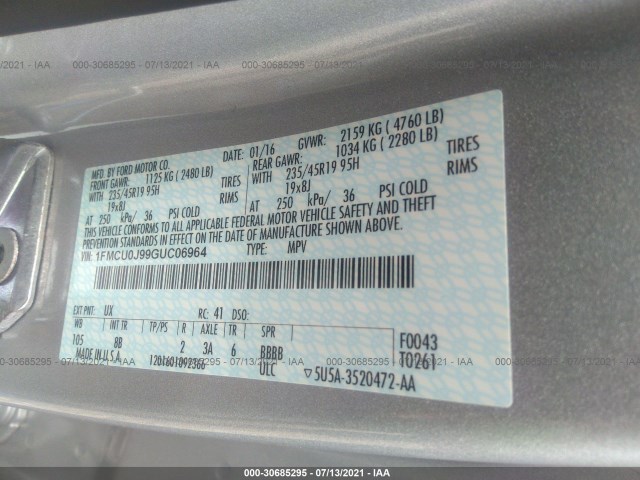 000-30685295 - 07/13/2021 - IAA
MFD. BY FORD MOTOR CO.
DATE: 01/16 GVWR: 2159 KG ( 4760 LB)
FRONT GAWR: 1125 KG ( 2480 LB) REAR GAWR: 1034 KG ( 2280 LB)
WITH 235/45R19 95H TIRES WITH 235/45R19 95H TIRES
19x8J RIMS 19x8J RIMS
AT 250 kPa/ 36 PSI COLD AT 250 kPa/ 36 PSI COLD
THIS VEHICLE CONFORMS TO ALL APPLICABLE FEDERAL MOTOR VEHICLE SAFETY AND THEFT
PREVENTION STANDARDS IN EFFECT ON THE DATE OF MANUFACTURE SHOWN ABOVE.
VIN: 1FMCU0J99GUC06964 TYPE: MPV
EXT PNT: UX RC: 41 DSO:
WB INT TR TP/PS R AXLE TR SPR
105 BB 2 3A 6 BBBB F0043
MADE IN U.S.A. ULC T0261
▽5U5A-3520472-AA
000-30685295 - 07/13/2021 - IAA